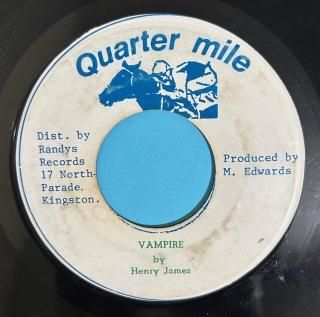 Quarter mile
Dist. by
Randys
Records
17 North-
Parade.
Kingston.
Produced by
M. Edwards
VAMPIRE
by
Henry James